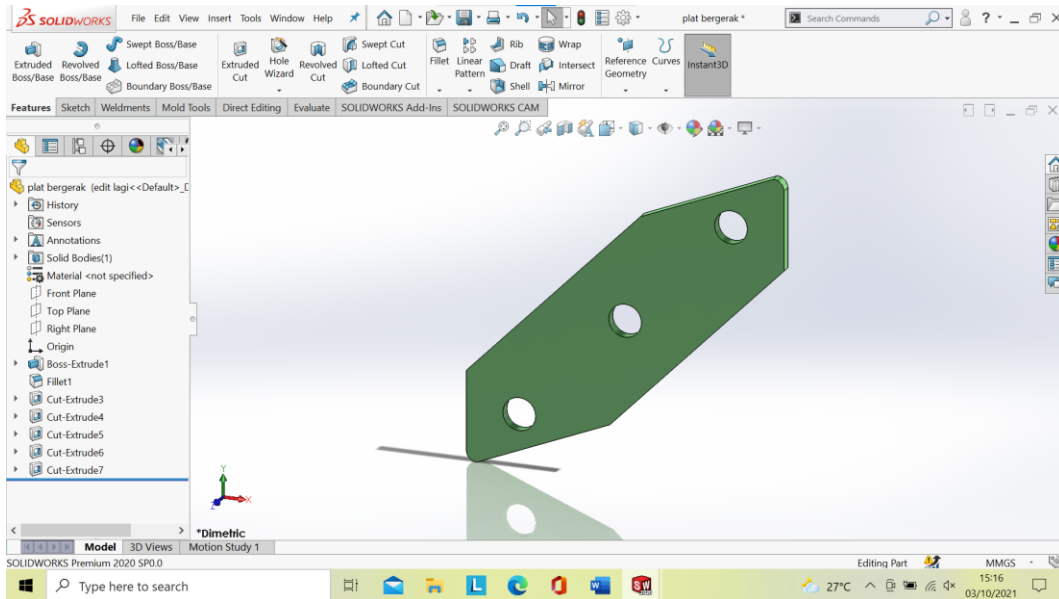 SOLIDWORKS File Edit View Insert Tools Window Help plat bergerak * Search Commands ?
Extruded Boss/Base Revolved Boss/Base Swept Boss/Base Lofted Boss/Base Boundary Boss/Base Extruded Cut Hole Wizard Revolved Cut Swept Cut Lofted Cut Boundary Cut Fillet Linear Pattern Rib Draft Shell Wrap Intersect Mirror Reference Geometry Curves Instant3D
Features Sketch Weldments Mold Tools Direct Editing Evaluate SOLIDWORKS Add-Ins SOLIDWORKS CAM
plat bergerak (edit lagi<<Default>_D
History
Sensors
Annotations
Solid Bodies(1)
Material <not specified>
Front Plane
Top Plane
Right Plane
Origin
Boss-Extrude1
Fillet1
Cut-Extrude3
Cut-Extrude4
Cut-Extrude5
Cut-Extrude6
Cut-Extrude7
Y
X
Z
*Dimetric
Model 3D Views Motion Study 1
SOLIDWORKS Premium 2020 SP0.0 Editing Part MMGS
Type here to search 27°C 15:16
03/10/2021